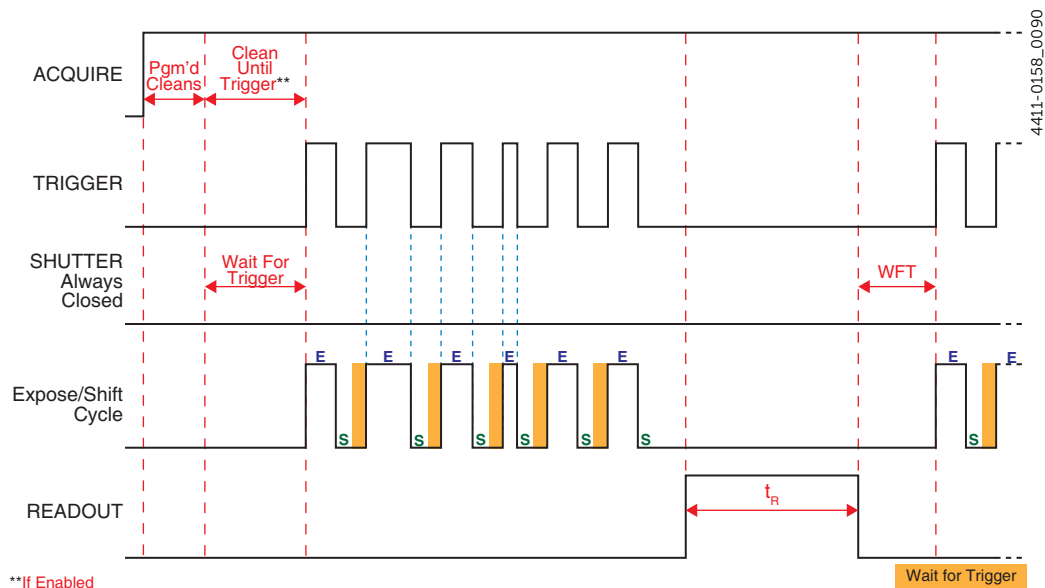 4411-0158_0090
ACQUIRE
Pgm'd
Cleans
Clean
Until
Trigger**
TRIGGER
SHUTTER
Always
Closed
Wait For
Trigger
WFT
Expose/Shift
Cycle
E E E E E E E E
S S S S S S S
READOUT
tR
**If Enabled
Wait for Trigger